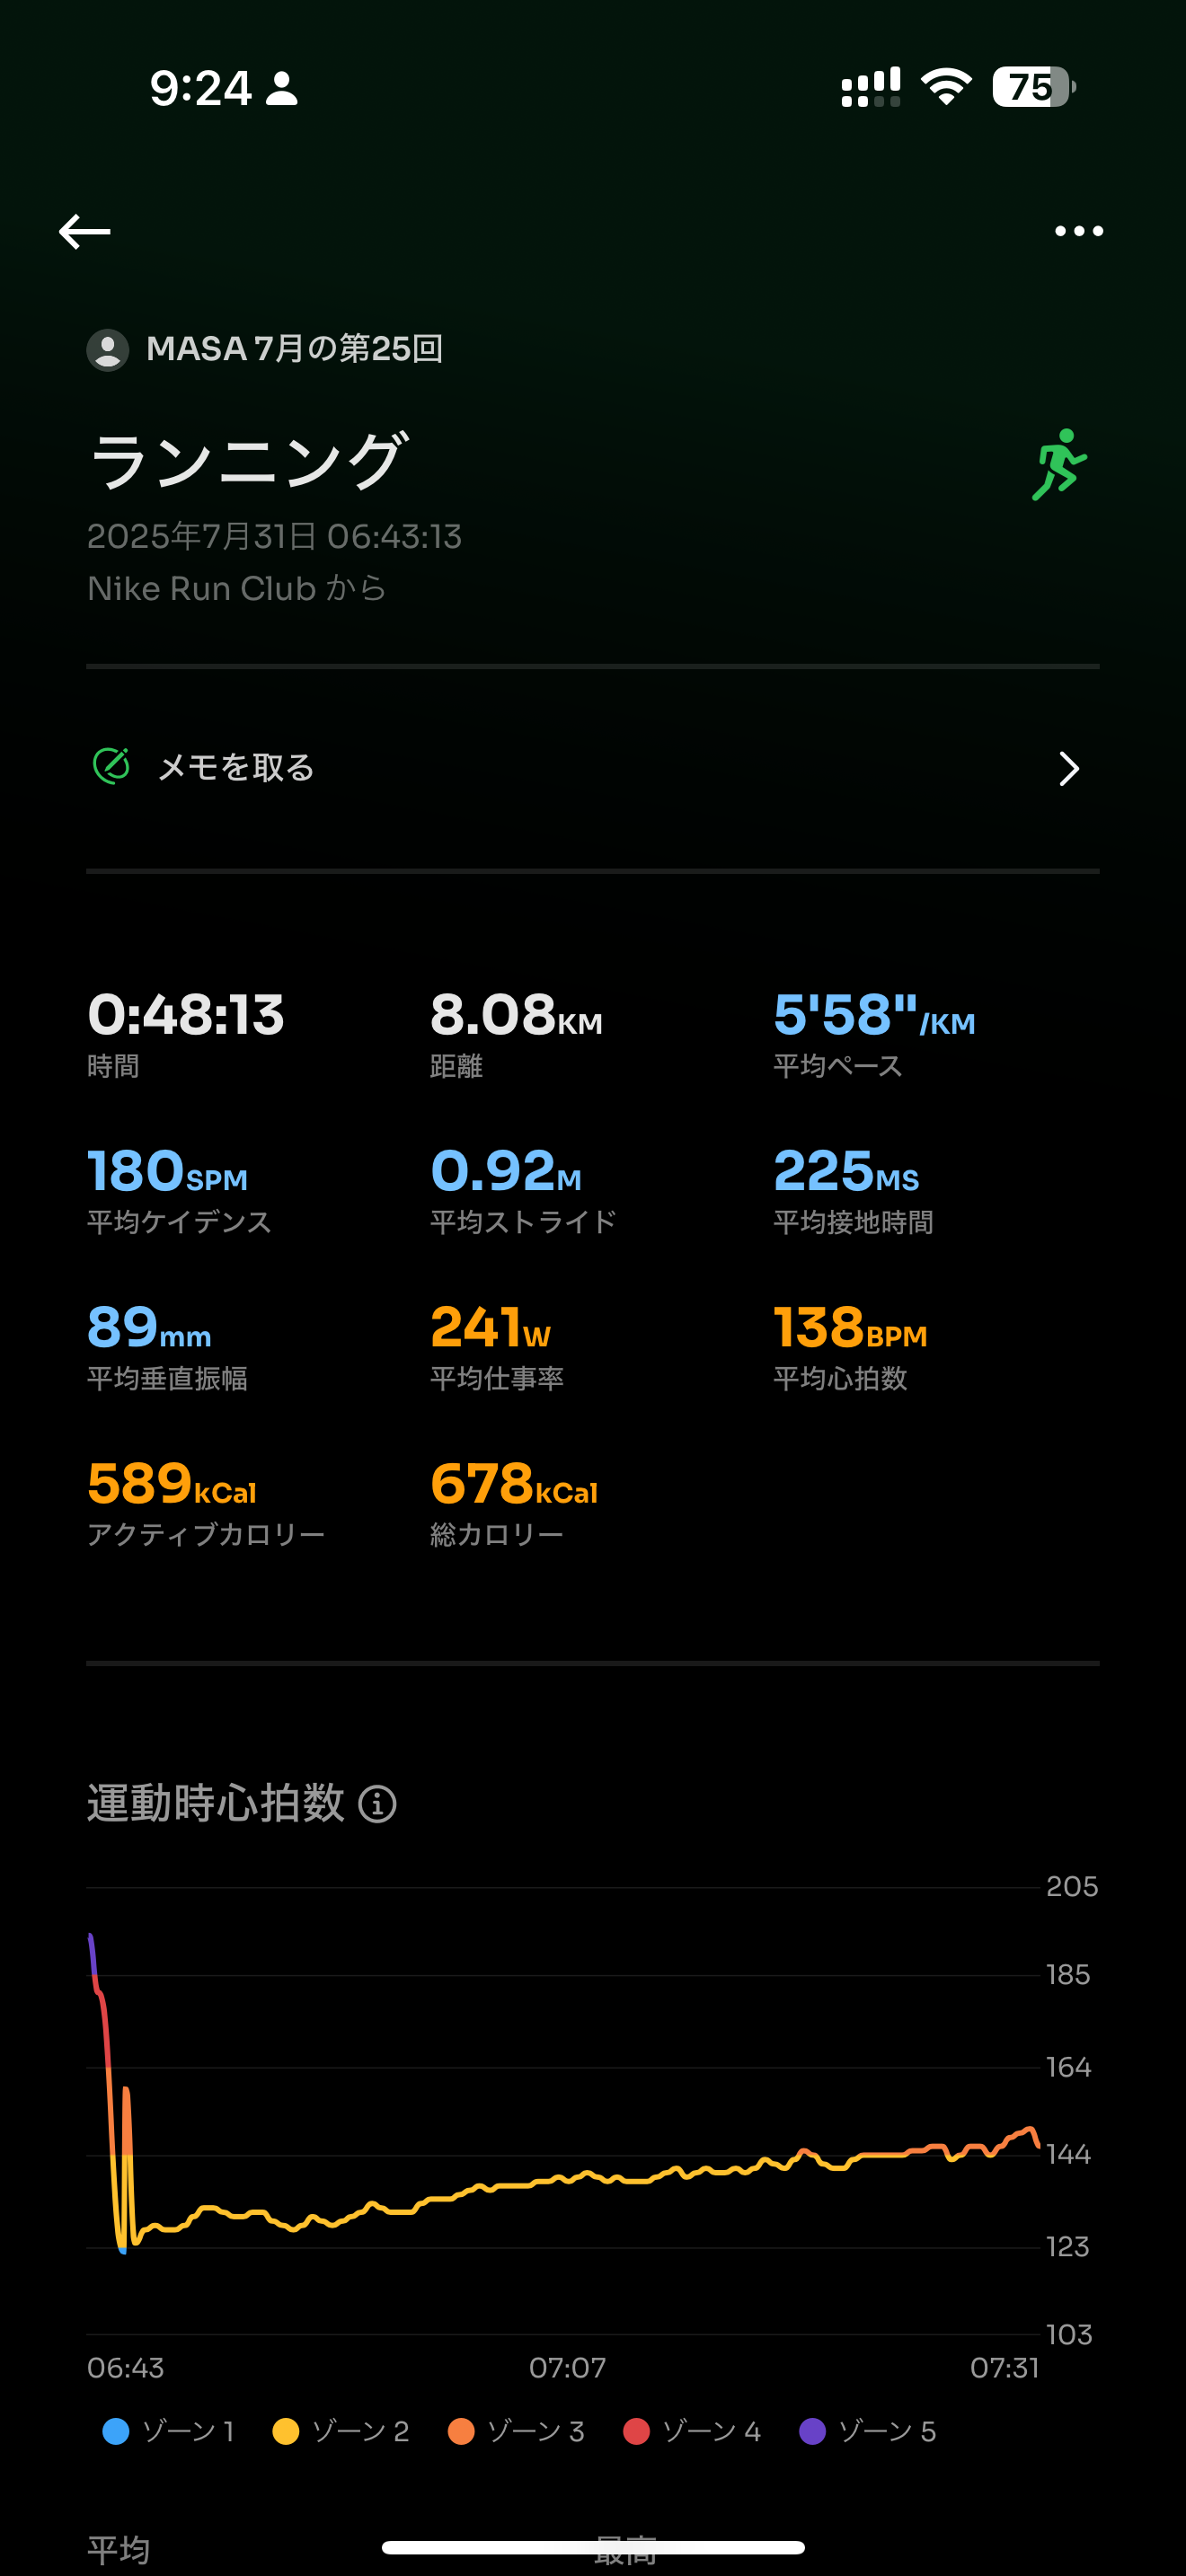 9:24
75
MASA 7月の第25回
ランニング
2025年7月31日 06:43:13
Nike Run Club から
メモを取る
0:48:13 8.08KM 5'58"/KM
時間 距離 平均ペース
180SPM 0.92M 225MS
平均ケイデンス 平均ストライド 平均接地時間
89mm 241W 138BPM
平均垂直振幅 平均仕事率 平均心拍数
589kCal 678kCal
アクティブカロリー 総カロリー
運動時心拍数
205
185
164
144
123
103
06:43 07:07 07:31
ゾーン 1 ゾーン 2 ゾーン 3 ゾーン 4 ゾーン 5
平均 最高